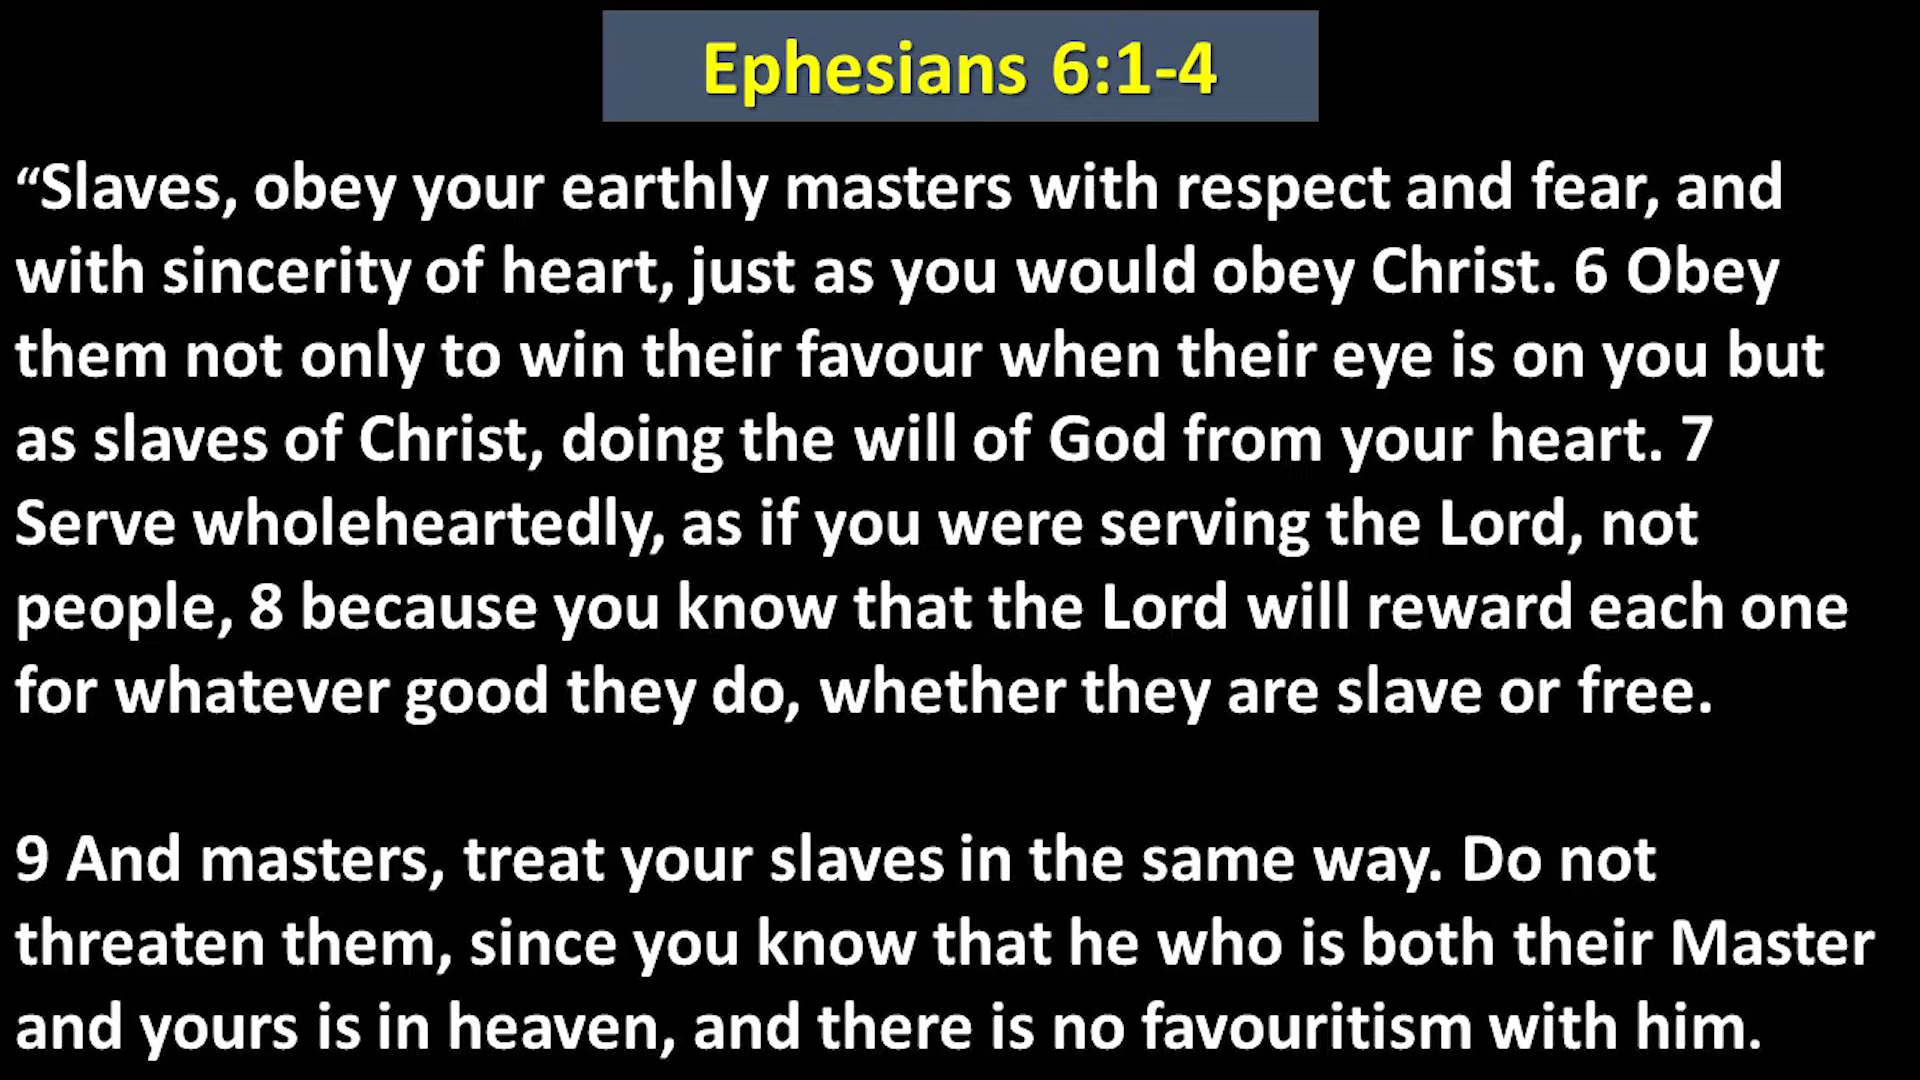 Ephesians 6:1-4
“Slaves, obey your earthly masters with respect and fear, and
with sincerity of heart, just as you would obey Christ. 6 Obey
them not only to win their favour when their eye is on you but
as slaves of Christ, doing the will of God from your heart. 7
Serve wholeheartedly, as if you were serving the Lord, not
people, 8 because you know that the Lord will reward each one
for whatever good they do, whether they are slave or free.
9 And masters, treat your slaves in the same way. Do not
threaten them, since you know that he who is both their Master
and yours is in heaven, and there is no favouritism with him.